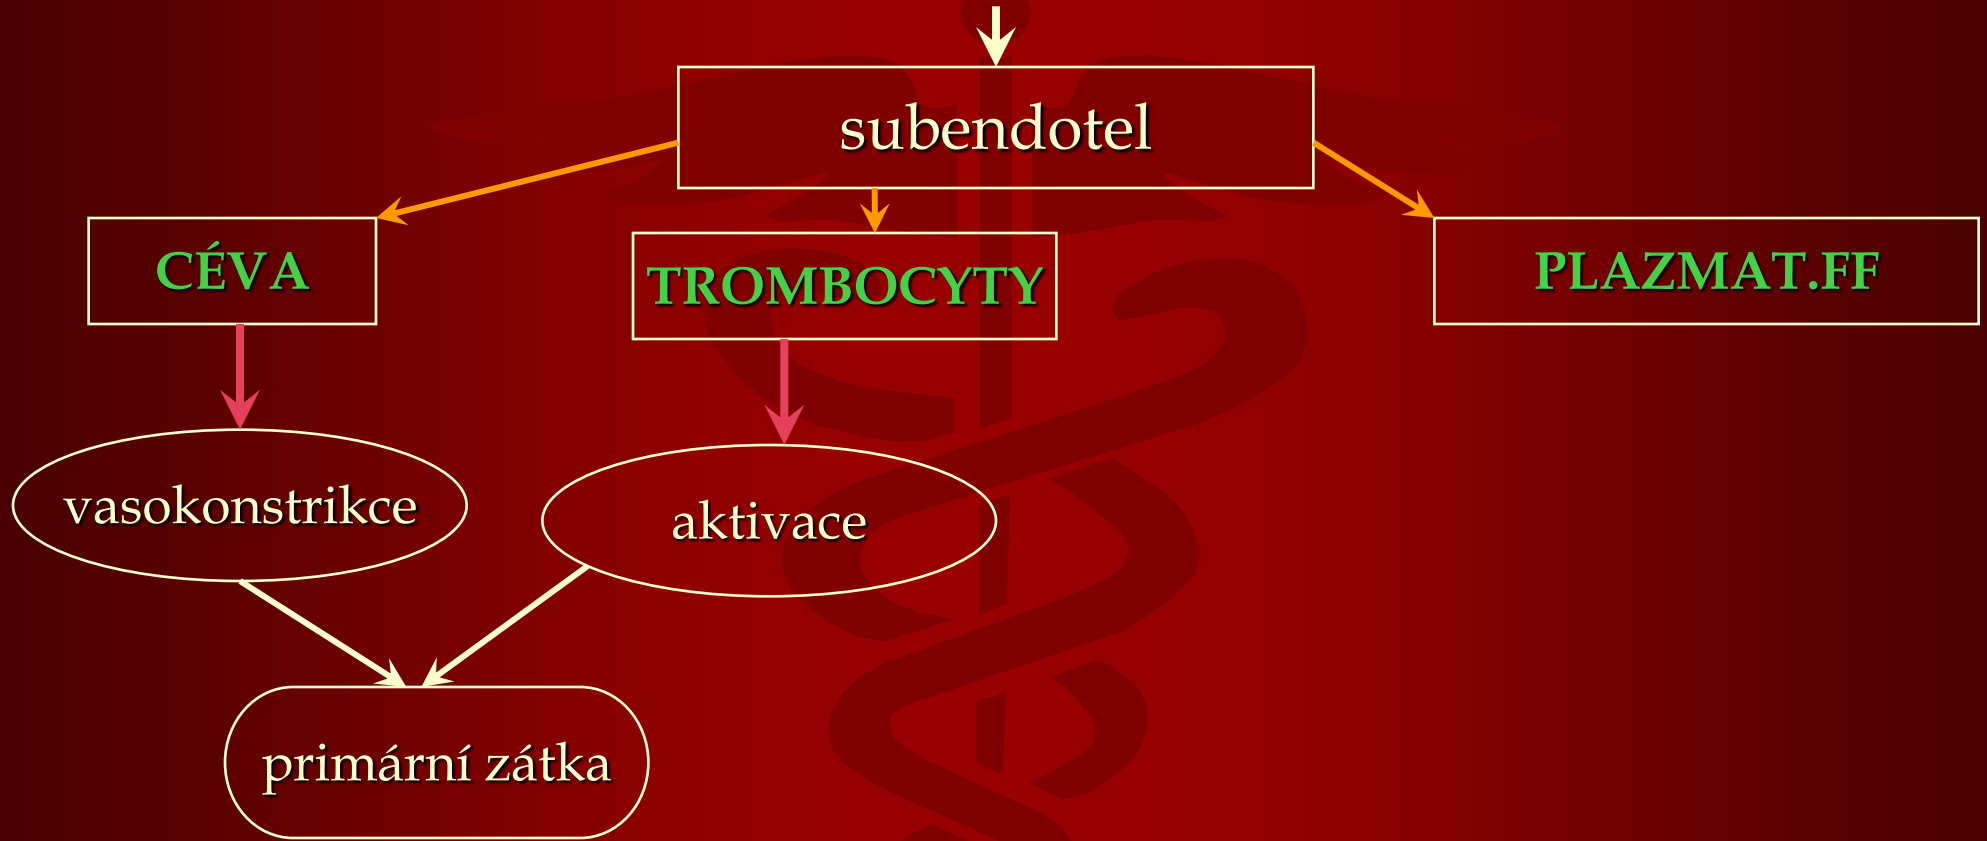 subendotel
CÉVA
TROMBOCYTY
PLAZMAT.FF
vasokonstrikce
aktivace
primární zátka